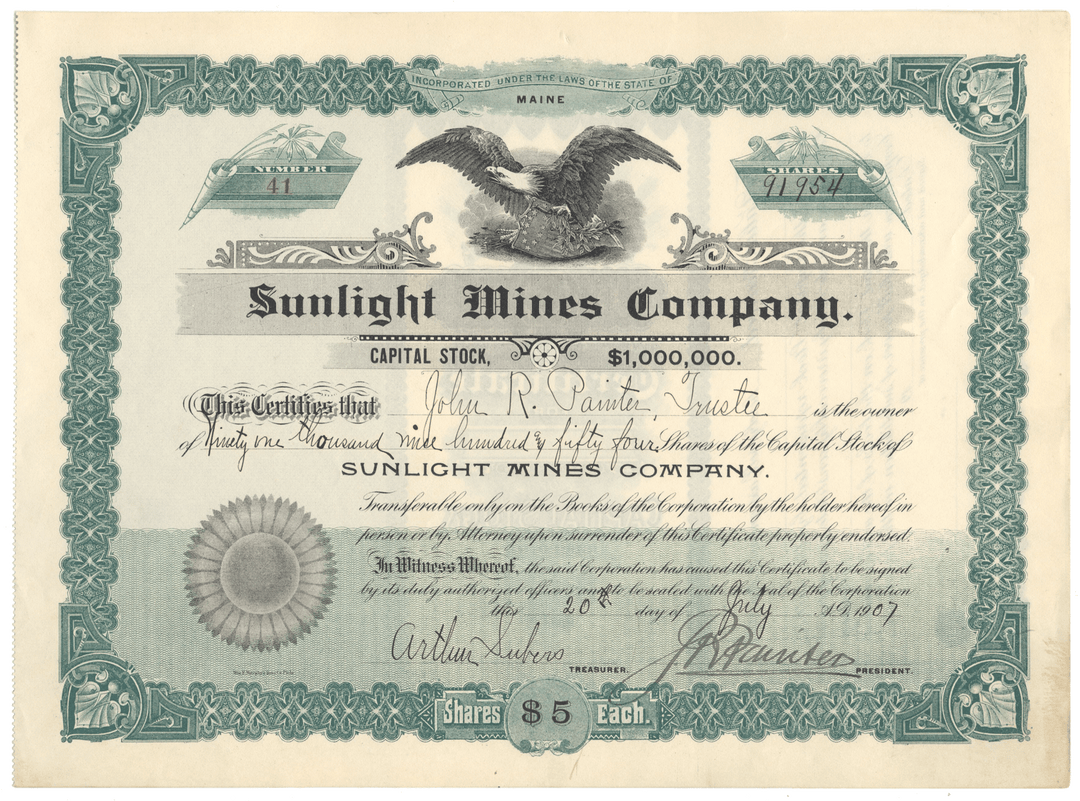 INCORPORATED UNDER THE LAWS OF THE STATE OF
MAINE
NUMBER
41
SHARES
91954
Sunlight Mines Company.
CAPITAL STOCK, $1,000,000.
This Certifies that John R. Painter, Trustee is the owner
of Ninety one thousand nine hundred & fifty four Shares of the Capital Stock of
SUNLIGHT MINES COMPANY.
Transferable only on the Books of the Corporation by the holder hereof in
person or by Attorney upon surrender of this Certificate properly endorsed.
In Witness Whereof, the said Corporation has caused this Certificate to be signed
by its duly authorized officers and to be sealed with the Seal of the Corporation
this 20th day of July A.D. 1907
Arthur Subers TREASURER. JR Painter PRESIDENT.
Shares $5 Each.